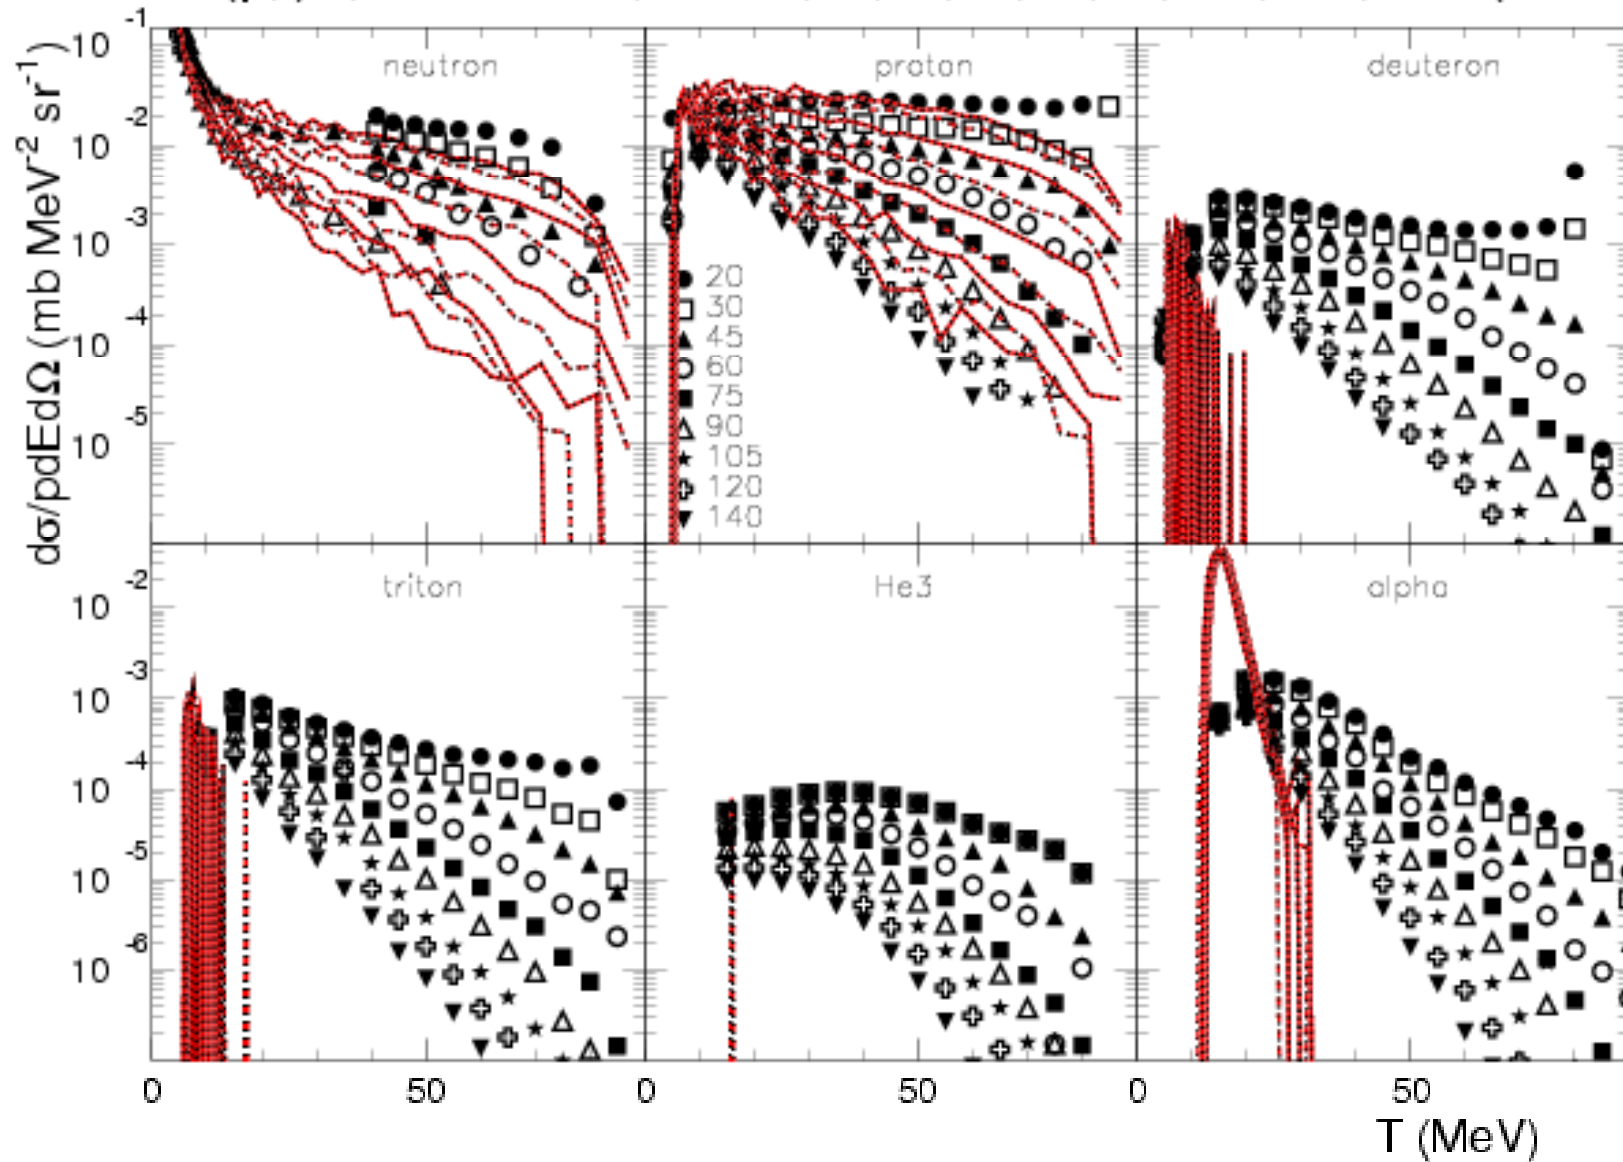 dσ/pdEdΩ (mb MeV-2 sr-1)
neutron
proton
deuteron
10-1
10-2
10-3
10-4
10-5
20
30
45
60
75
90
105
120
140
triton
He3
alpha
10-2
10-3
10-4
10-5
10-6
0 50 0 50 0 50
T (MeV)